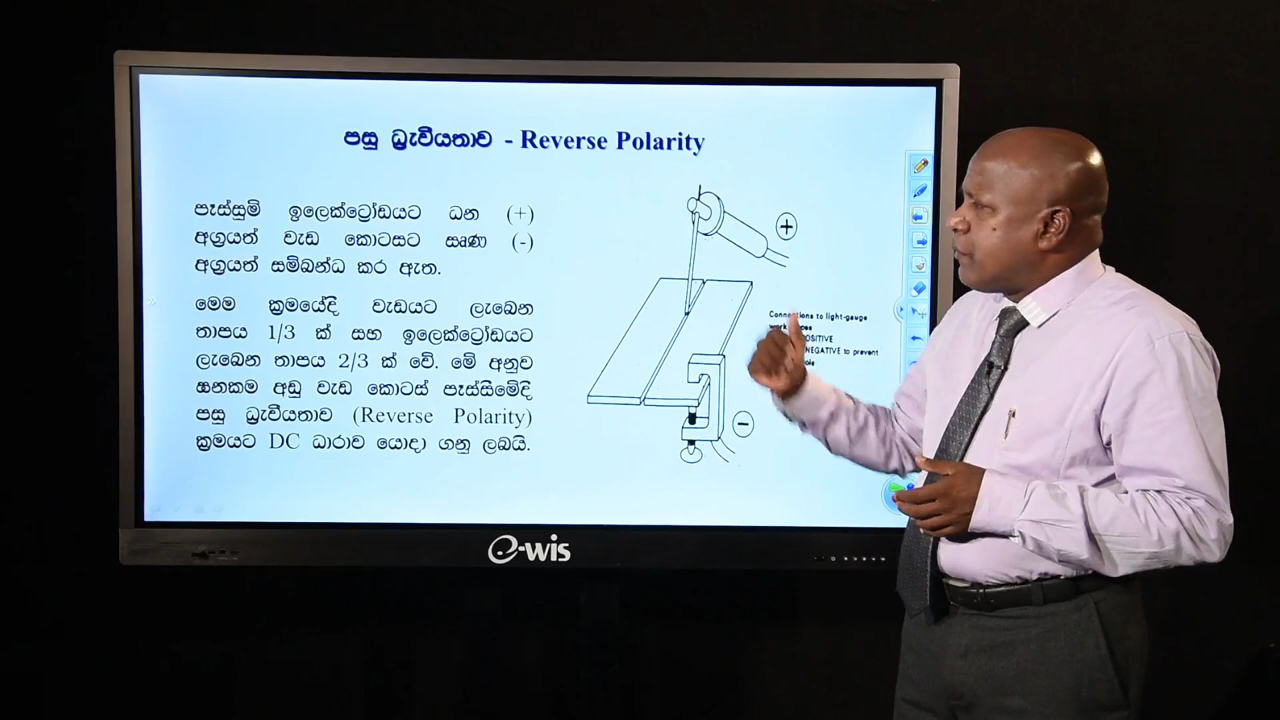 පසු ධ්‍රැවීයතාව - Reverse Polarity
පෑස්සුම් ඉලෙක්ට්‍රෝඩයට ධන (+)
අග්‍රයත් වැඩ කොටසට සෘණ (-)
අග්‍රයත් සම්බන්ධ කර ඇත.
මෙම ක්‍රමයේදි වැඩයට ලැබෙන
තාපය 1/3 ක් සහ ඉලෙක්ට්‍රෝඩයට
ලැබෙන තාපය 2/3 ක් වේ. මේ අනුව
ඝනකම අඩු වැඩ කොටස් පෑස්සීමේදි
පසු ධ්‍රැවීයතාව (Reverse Polarity)
ක්‍රමයට DC ධාරාව යොදා ගනු ලබයි.
+
Connections to light-gauge
NEGATIVE to prevent
−
e-wis